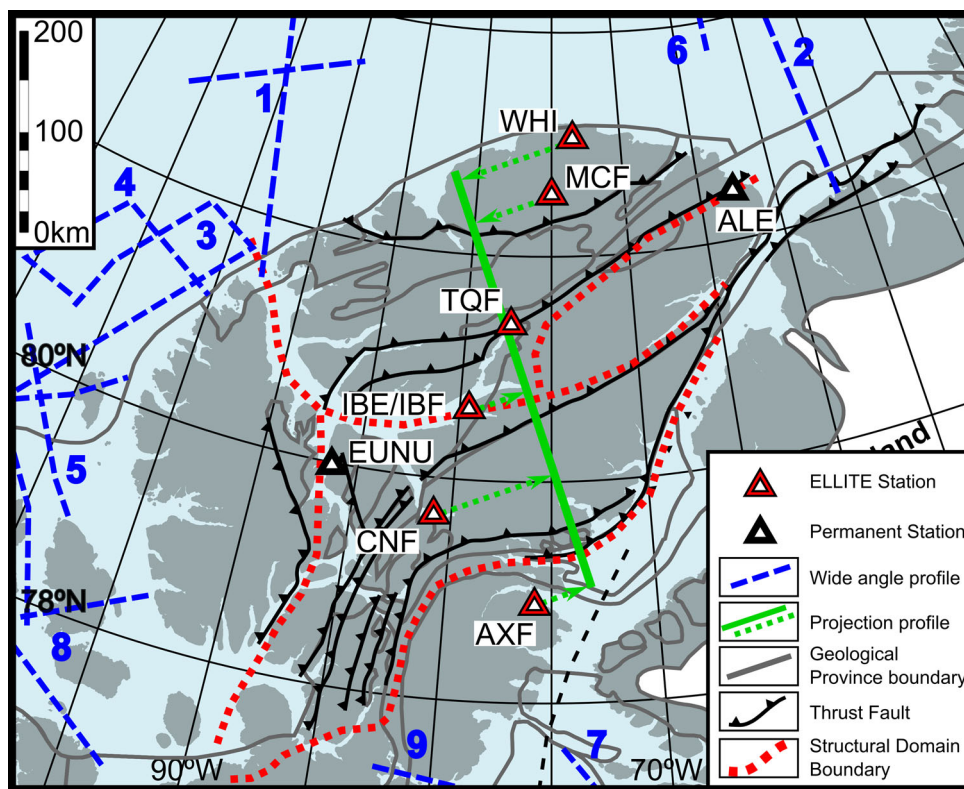 200
100
0km
1
6
2
WHI
MCF
4
3
ALE
TQF
80ºN
IBE/IBF
EUNU
5
CNF
78ºN
AXF
8
9
7
90ºW
70ºW
land
ELLITE Station
Permanent Station
Wide angle profile
Projection profile
Geological
Province boundary
Thrust Fault
Structural Domain
Boundary